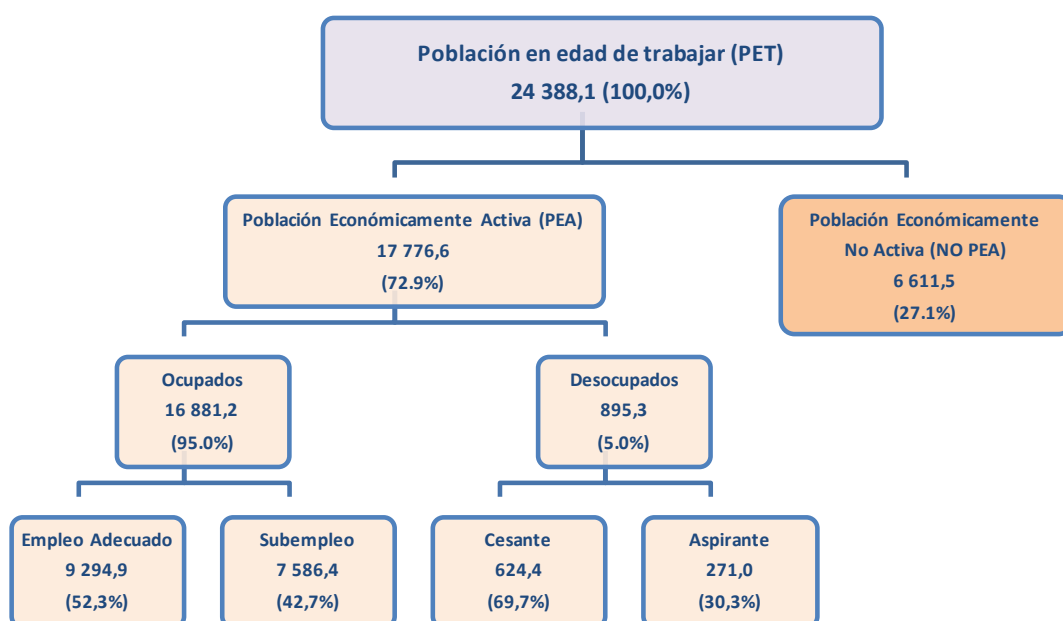 Población en edad de trabajar (PET)
24 388,1 (100,0%)
Población Económicamente Activa (PEA)
17 776,6
(72.9%)
Población Económicamente
No Activa (NO PEA)
6 611,5
(27.1%)
Ocupados
16 881,2
(95.0%)
Desocupados
895,3
(5.0%)
Empleo Adecuado
9 294,9
(52,3%)
Subempleo
7 586,4
(42,7%)
Cesante
624,4
(69,7%)
Aspirante
271,0
(30,3%)